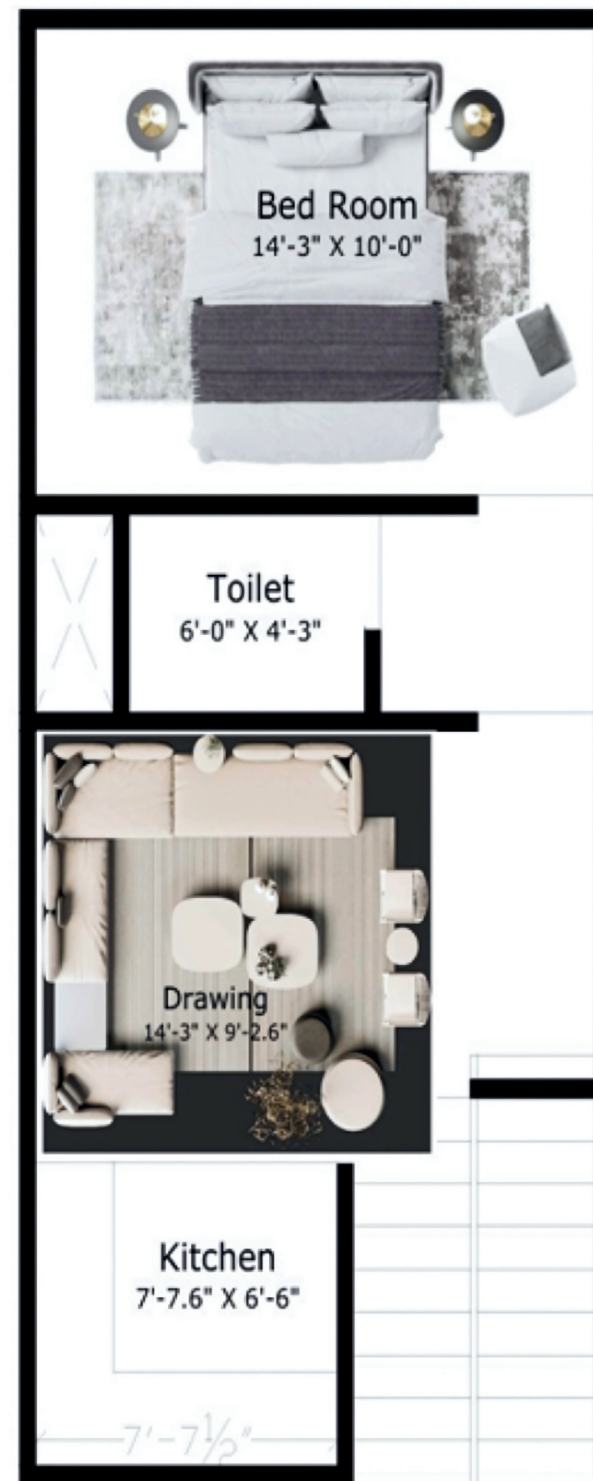 Bed Room
14'-3" X 10'-0"
Toilet
6'-0" X 4'-3"
Drawing
14'-3" X 9'-2.6"
Kitchen
7'-7.6" X 6'-6"
7'-7½"